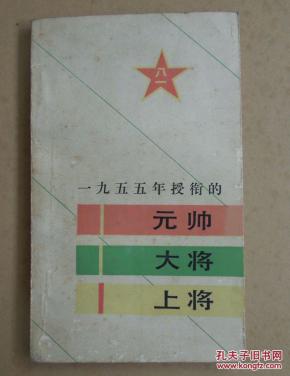 八一
一九五五年授衔的
元帅
大将
上将
孔夫子旧书网